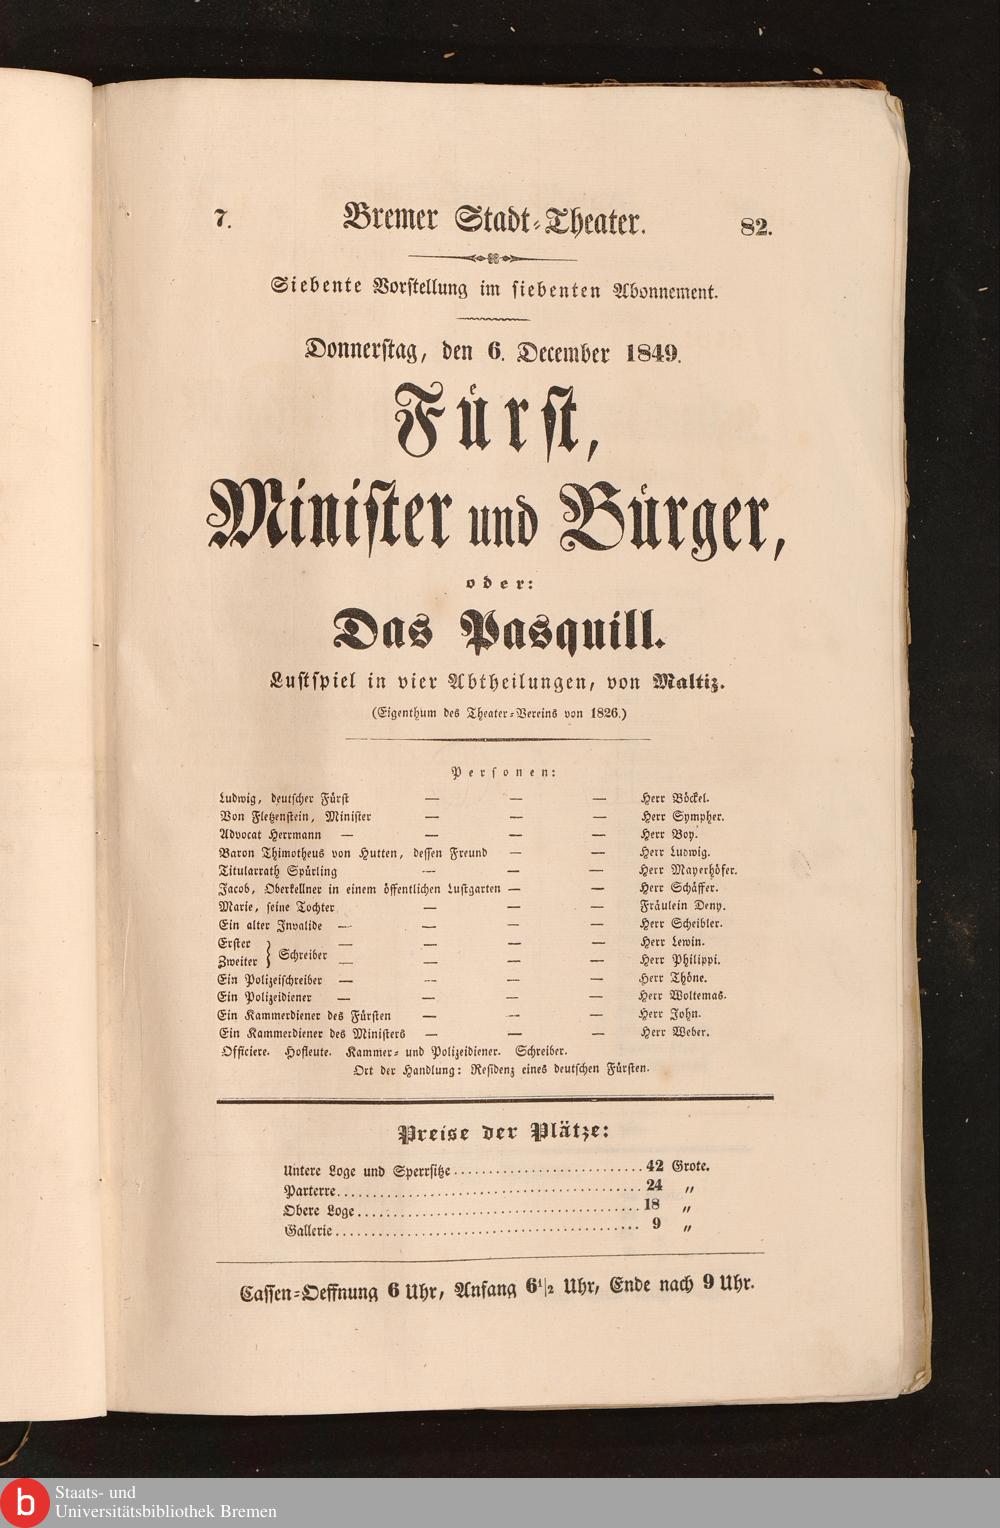 7. Bremer Stadt-Theater. 82.
Siebente Vorstellung im siebenten Abonnement.
Donnerstag, den 6. December 1849.
Fürst,
Minister und Bürger,
oder:
Das Pasquill.
Lustspiel in vier Abtheilungen, von Maltiz.
(Eigenthum des Theater-Vereins von 1826.)
Personen:
Ludwig, deutscher Fürst — — — Herr Böckel.
Von Fletzenstein, Minister — — — Herr Sympher.
Advocat Herrmann — — — — Herr Boy.
Baron Thimotheus von Hutten, dessen Freund — — Herr Ludwig.
Titularrath Spürling — — — Herr Mayerhöfer.
Jacob, Oberkellner in einem öffentlichen Lustgarten — — Herr Schäffer.
Marie, seine Tochter — — — Fräulein Deny.
Ein alter Invalide — — — — Herr Scheibler.
Erster } Schreiber — — — — Herr Lewin.
Zweiter — — — — Herr Philippi.
Ein Polizeischreiber — — — — Herr Thöne.
Ein Polizeidiener — — — — Herr Woltemas.
Ein Kammerdiener des Fürsten — — — Herr John.
Ein Kammerdiener des Ministers — — — Herr Weber.
Officiere. Hofleute. Kammer- und Polizeidiener. Schreiber.
Ort der Handlung: Residenz eines deutschen Fürsten.
Preise der Plätze:
Untere Loge und Sperrsitze 42 Grote.
Parterre 24 "
Obere Loge 18 "
Gallerie 9 "
Cassen-Oeffnung 6 Uhr, Anfang 6 1/2 Uhr, Ende nach 9 Uhr.
b Staats- und
Universitätsbibliothek Bremen